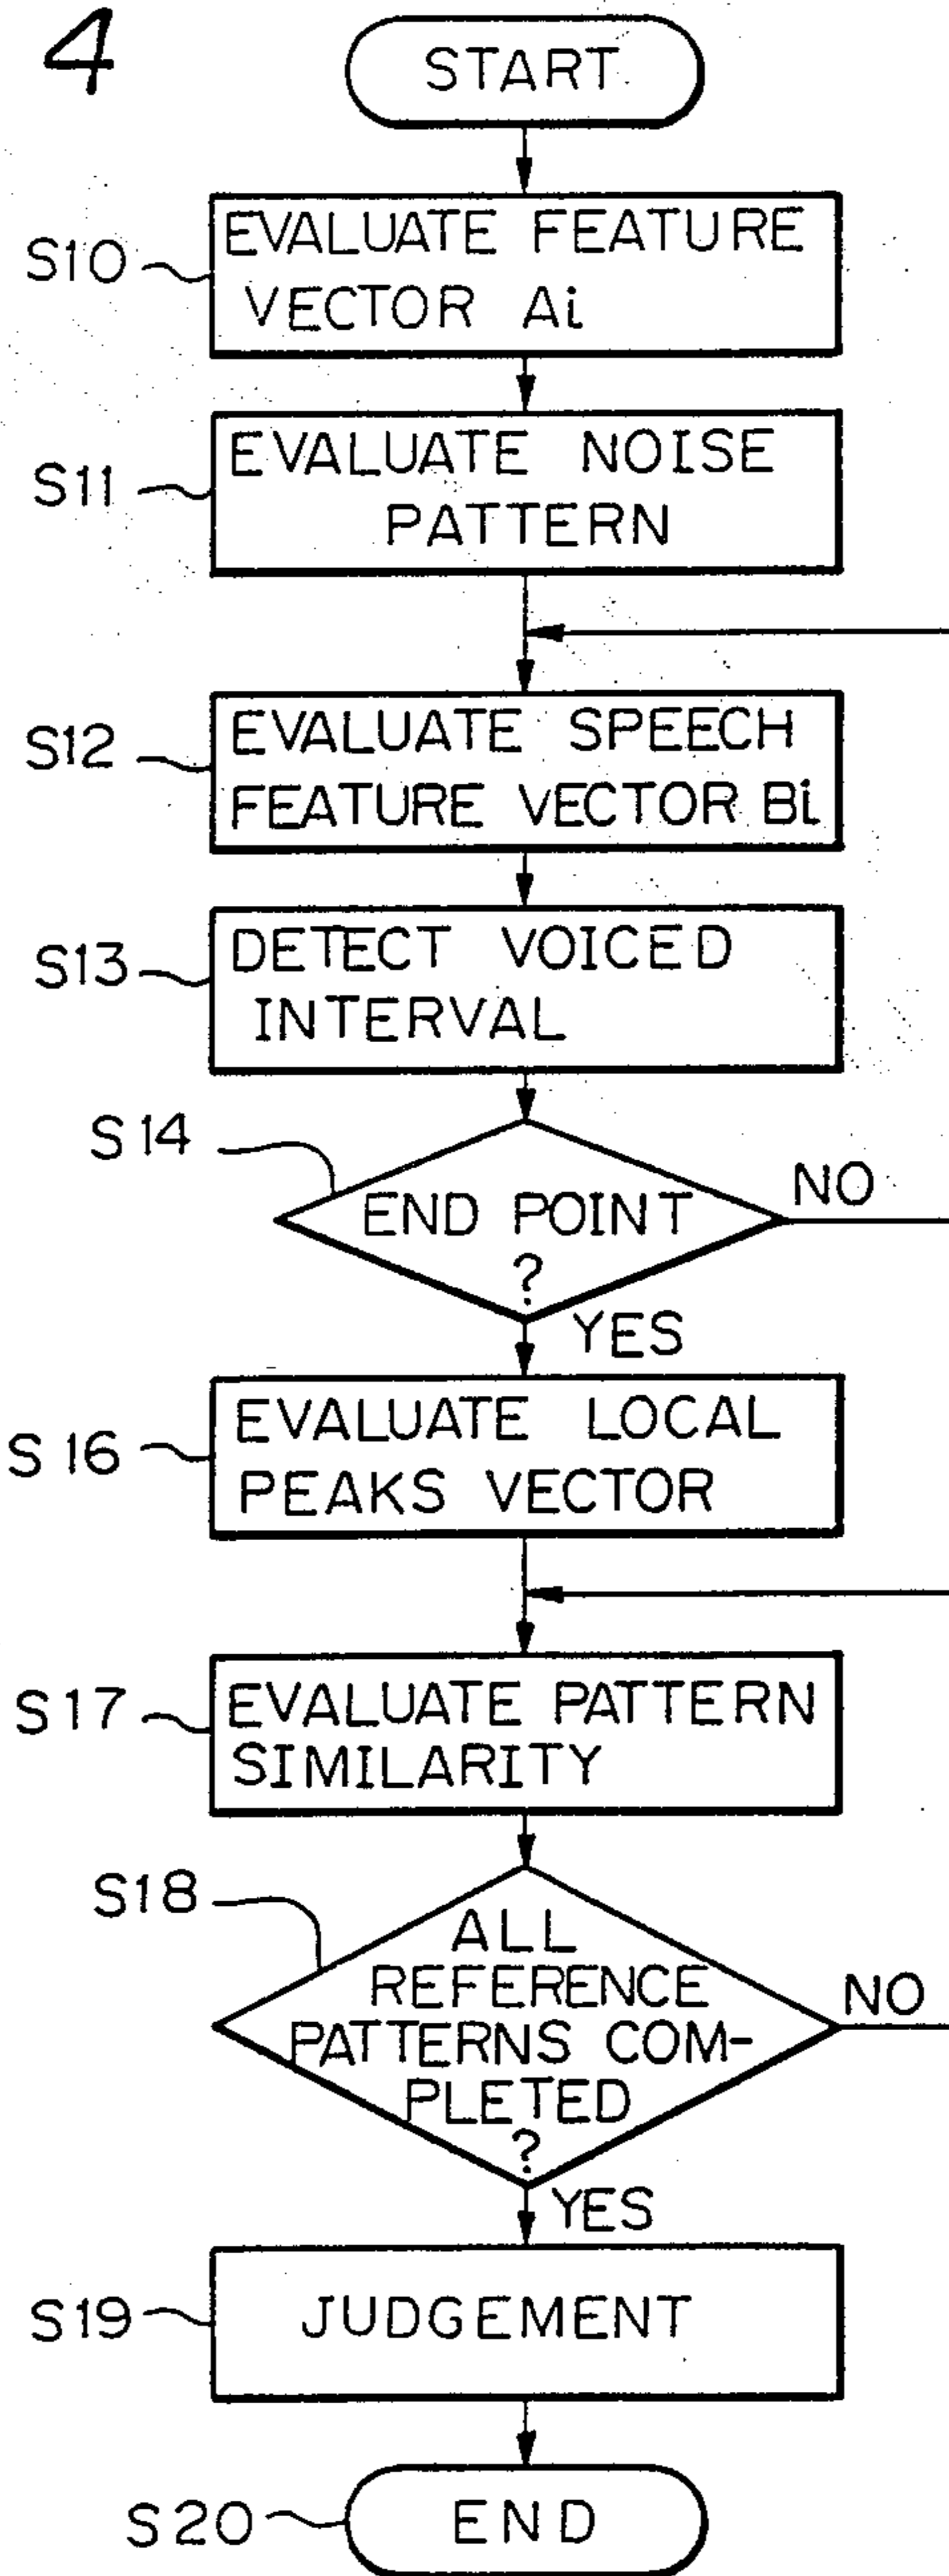 4
START
S10
EVALUATE FEATURE
VECTOR Ai
S11
EVALUATE NOISE
PATTERN
S12
EVALUATE SPEECH
FEATURE VECTOR Bi
S13
DETECT VOICED
INTERVAL
S14
END POINT
?
NO
YES
S16
EVALUATE LOCAL
PEAKS VECTOR
S17
EVALUATE PATTERN
SIMILARITY
S18
ALL
REFERENCE
PATTERNS COM-
PLETED
?
NO
YES
S19
JUDGEMENT
S20
END